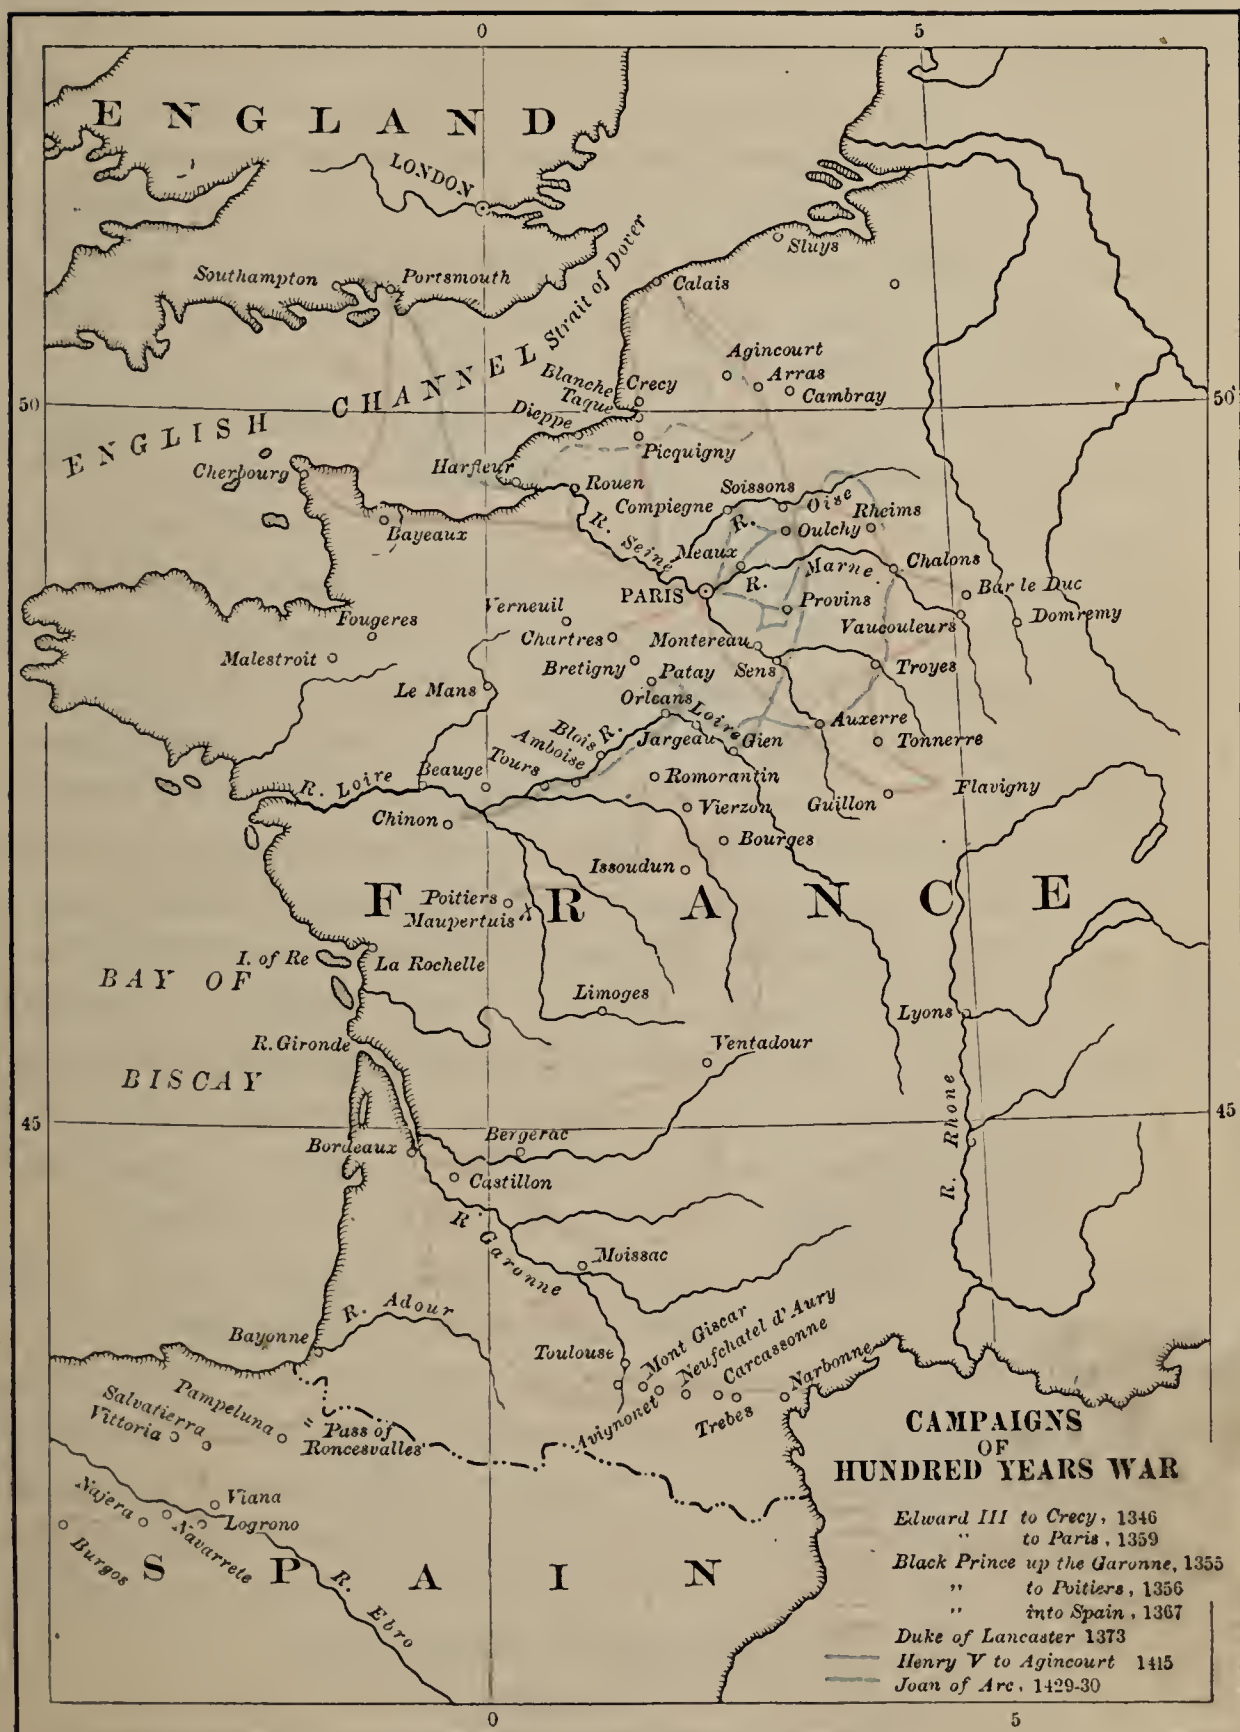 0 5
ENGLAND
LONDON
Strait of Dover
Sluys
Southampton
Portsmouth
Calais
ENGLISH CHANNEL
Agincourt
Arras
Cambray
Blanche
Taque
Crecy
50 50
Dieppe
Picquigny
Harfleur
Cherbourg
Rouen
Soissons
R. Oise
Compiegne
Rheims
Oulchy
Bayeaux
R. Seine
Meaux
R. Marne
Chalons
PARIS
Provins
Bar le Duc
Vaucouleurs
Domremy
Verneuil
Fougeres
Chartres
Montereau
Malestroit
Bretigny
Patay
Sens
Troyes
Le Mans
Orleans
R. Loire
Auxerre
Blois
Jargeau
Gien
Tonnerre
Amboise
Tours
Beauge
R. Loire
Romorantin
Vierzon
Guillon
Flavigny
Chinon
Bourges
Issoudun
FRANCE
Poitiers
Maupertuis X
I. of Re
La Rochelle
BAY OF
BISCAY
Limoges
Lyons
R. Gironde
Ventadour
R. Rhone
45 45
Bordeaux
Bergerac
Castillon
R. Garonne
Moissac
R. Adour
Bayonne
Toulouse
Mont Giscar
Neufchatel d'Aury
Carcassonne
Narbonne
Avignonet
Trebes
Pampeluna
Salvatierra
Vittoria
Pass of
Roncesvalles
Viana
Najera
Logrono
Navarrete
Burgos
SPAIN
R. Ebro
CAMPAIGNS
OF
HUNDRED YEARS WAR
Edward III to Crecy, 1346
" to Paris, 1359
Black Prince up the Garonne, 1355
" to Poitiers, 1356
" into Spain, 1367
Duke of Lancaster 1373
Henry V to Agincourt 1415
Joan of Arc, 1429-30
0 5